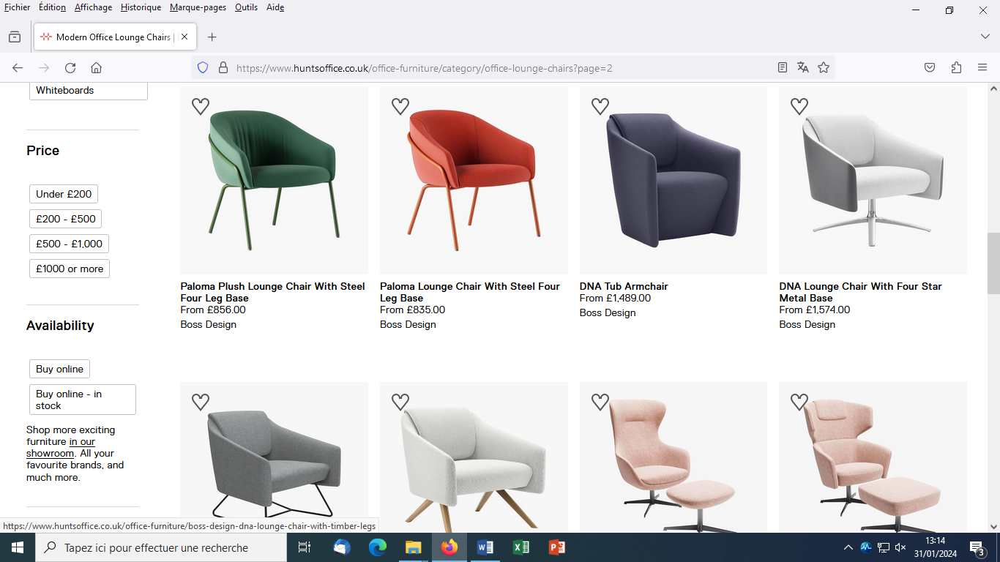 Fichier Édition Affichage Historique Marque-pages Outils Aide
Modern Office Lounge Chairs |
https://www.huntsoffice.co.uk/office-furniture/category/office-lounge-chairs?page=2
Whiteboards
Price
Under £200
£200 - £500
£500 - £1,000
£1000 or more
Availability
Buy online
Buy online - in
stock
Shop more exciting
furniture in our
showroom. All your
favourite brands, and
much more.
Paloma Plush Lounge Chair With Steel
Four Leg Base
From £856.00
Boss Design
Paloma Lounge Chair With Steel Four
Leg Base
From £835.00
Boss Design
DNA Tub Armchair
From £1,489.00
Boss Design
DNA Lounge Chair With Four Star
Metal Base
From £1,574.00
Boss Design
https://www.huntsoffice.co.uk/office-furniture/boss-design-dna-lounge-chair-with-timber-legs
Tapez ici pour effectuer une recherche
13:14
31/01/2024
3